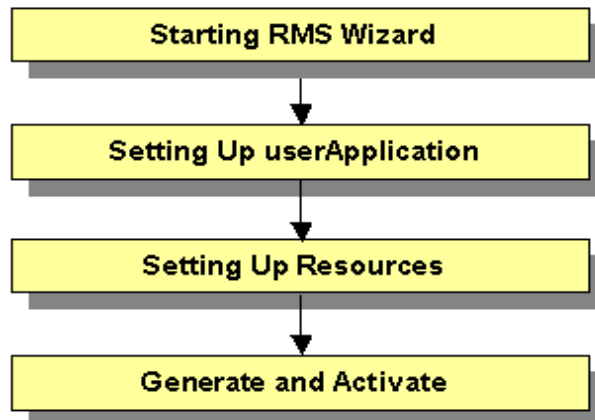 Starting RMS Wizard
Setting Up userApplication
Setting Up Resources
Generate and Activate